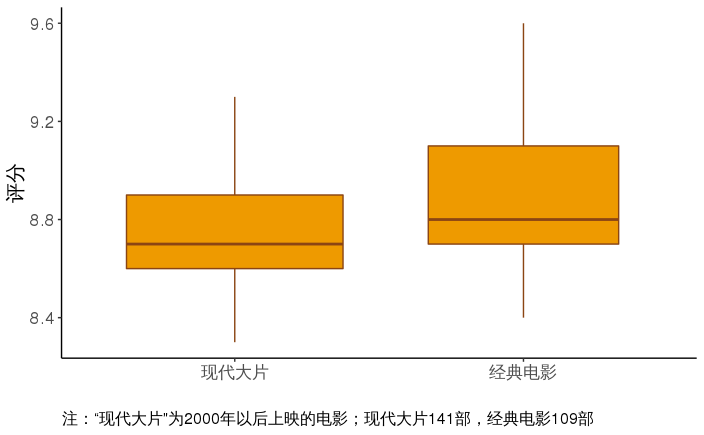 9.6
9.2
8.8
8.4
评分
现代大片
经典电影
注：“现代大片”为2000年以后上映的电影；现代大片141部，经典电影109部